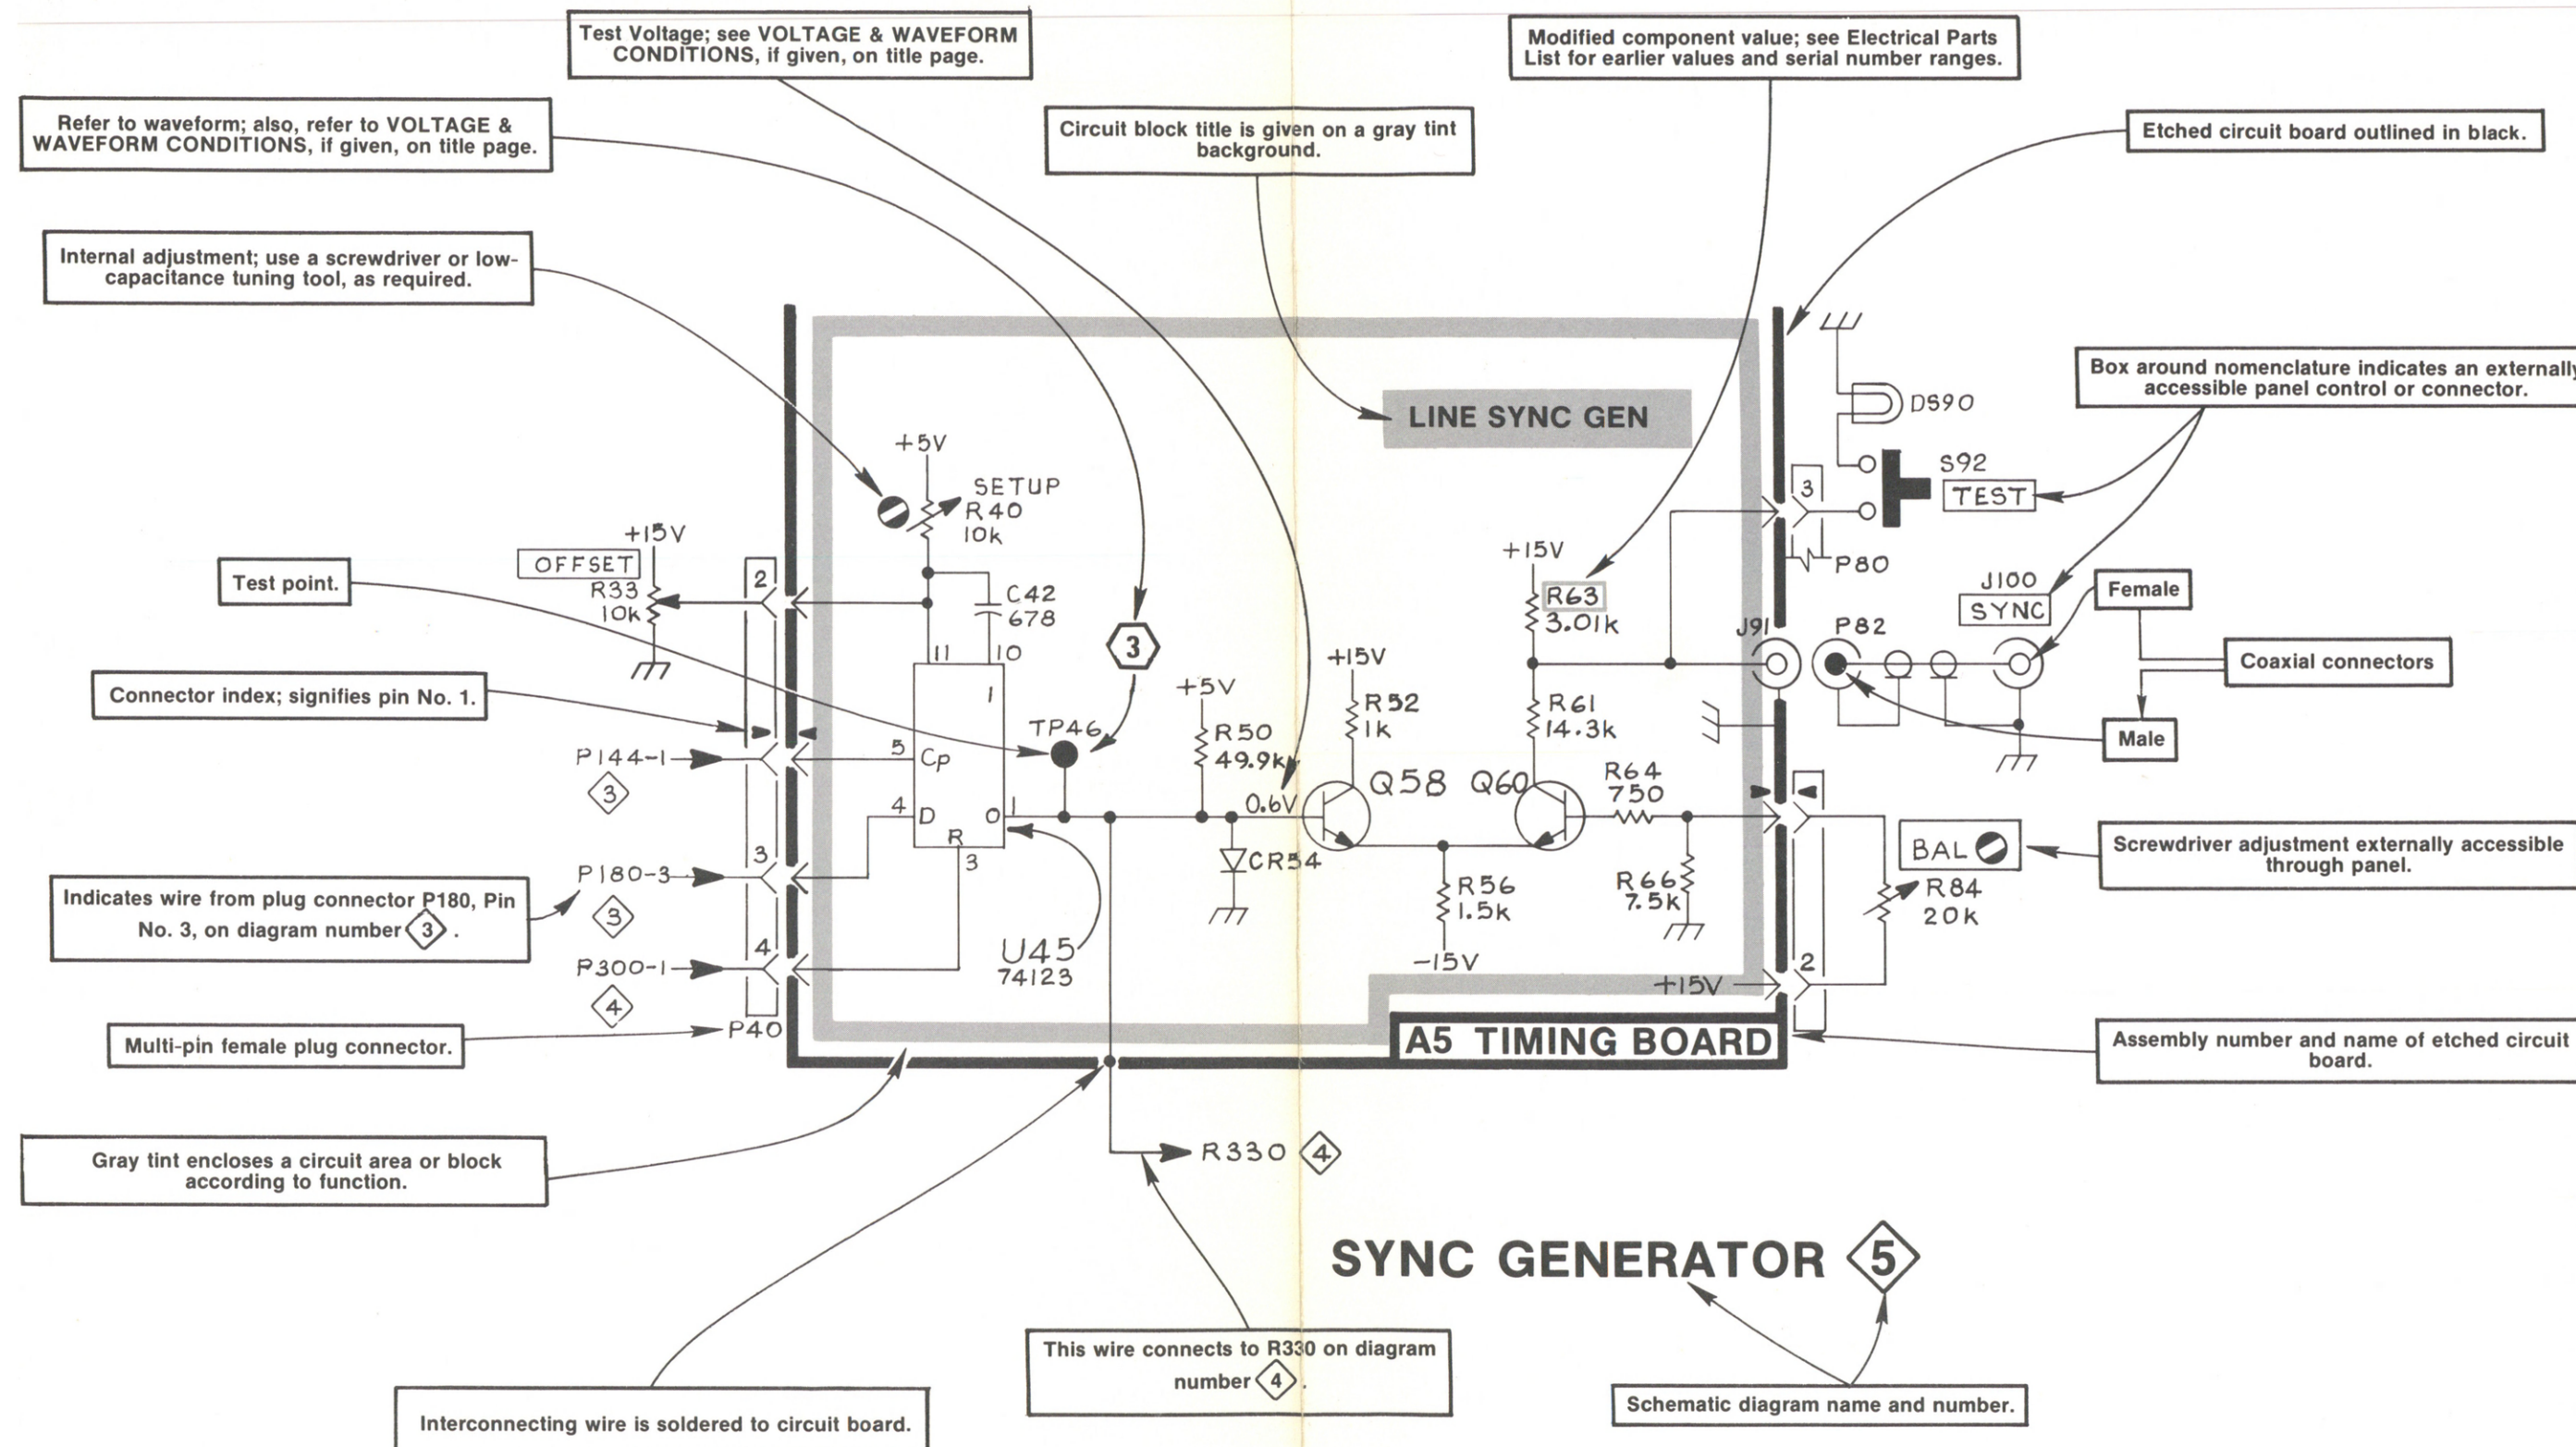 Test Voltage; see VOLTAGE & WAVEFORM
CONDITIONS, if given, on title page.
Modified component value; see Electrical Parts
List for earlier values and serial number ranges.
Refer to waveform; also, refer to VOLTAGE &
WAVEFORM CONDITIONS, if given, on title page.
Circuit block title is given on a gray tint
background.
Etched circuit board outlined in black.
Internal adjustment; use a screwdriver or low-
capacitance tuning tool, as required.
Box around nomenclature indicates an externally
accessible panel control or connector.
LINE SYNC GEN
DS90
+5V
SETUP
R40
10k
S92
TEST
3
P80
+15V
OFFSET
R33
10k
2
Test point.
C42
678
11
10
3
+15V
R63
3.01k
J100
SYNC
Female
J91
P82
Coaxial connectors
Male
Connector index; signifies pin No. 1.
1
+5V
R50
49.9k
+15V
R52
1k
R61
14.3k
TP46
P144-1
3
5
Cp
4
D
O
1
R
3
0.6V
Q58
Q60
R64
750
CR54
BAL
R84
20k
Screwdriver adjustment externally accessible
through panel.
3
P180-3
3
Indicates wire from plug connector P180, Pin
No. 3, on diagram number 3 .
R56
1.5k
R66
7.5k
U45
74123
4
P300-1
4
-15V
+15V
2
P40
Multi-pin female plug connector.
A5 TIMING BOARD
Assembly number and name of etched circuit
board.
Gray tint encloses a circuit area or block
according to function.
R330 4
SYNC GENERATOR 5
This wire connects to R330 on diagram
number 4 .
Schematic diagram name and number.
Interconnecting wire is soldered to circuit board.